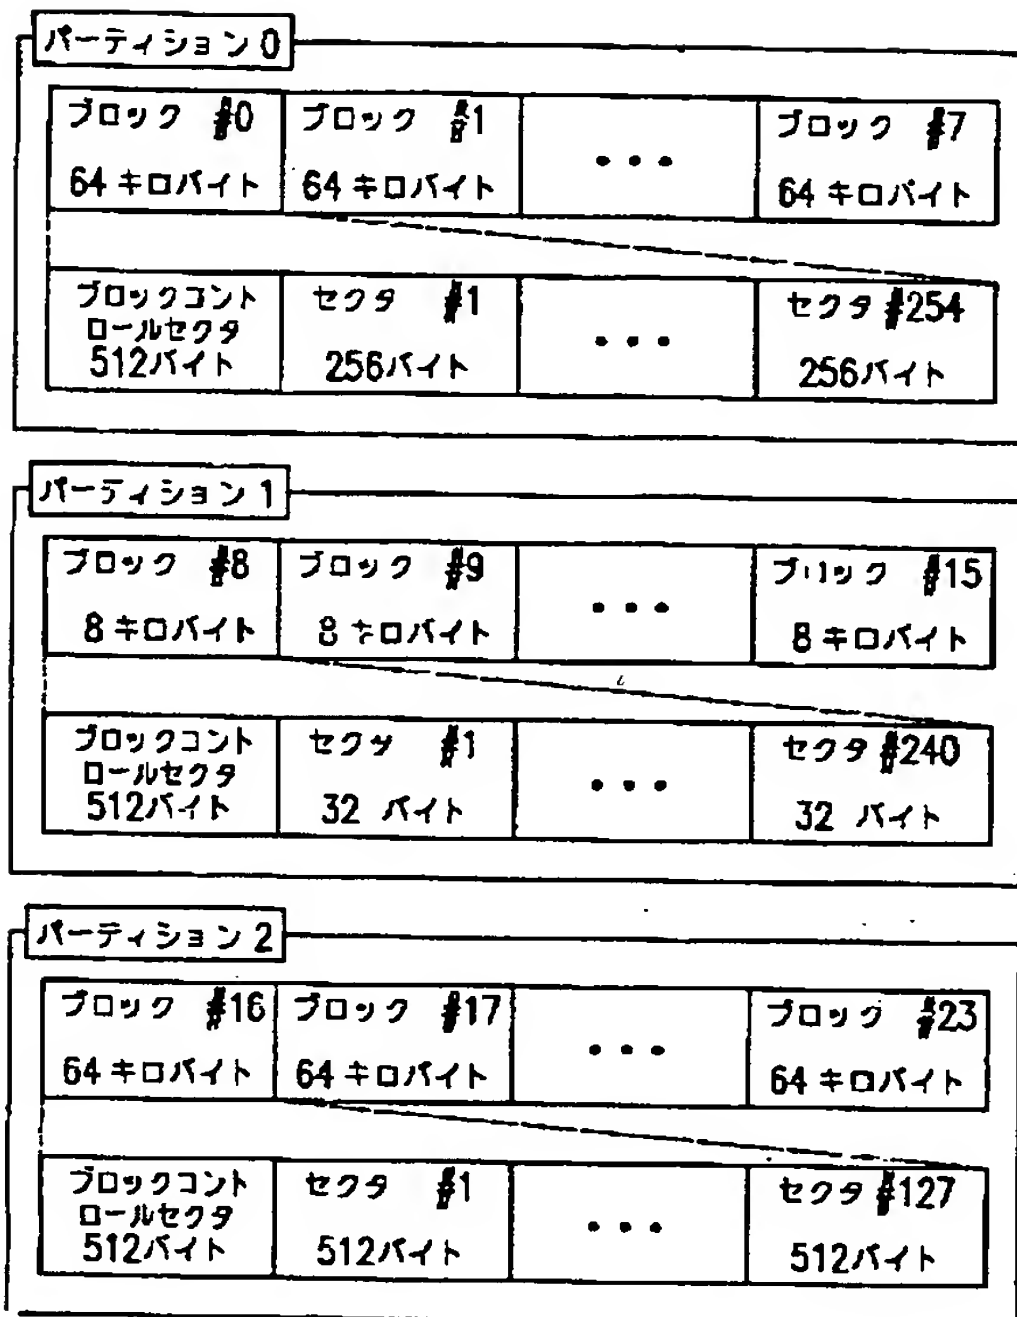 パーティション 0
ブロック #0 ブロック #1 ・・・ ブロック #7
64 キロバイト 64 キロバイト 64 キロバイト
ブロックコント セクタ #1 ・・・ セクタ #254
ロールセクタ
512バイト 256バイト 256バイト
パーティション 1
ブロック #8 ブロック #9 ・・・ ブロック #15
8 キロバイト 8 キロバイト 8 キロバイト
ブロックコント セクタ #1 ・・・ セクタ #240
ロールセクタ
512バイト 32 バイト 32 バイト
パーティション 2
ブロック #16 ブロック #17 ・・・ ブロック #23
64 キロバイト 64 キロバイト 64 キロバイト
ブロックコント セクタ #1 ・・・ セクタ #127
ロールセクタ
512バイト 512バイト 512バイト